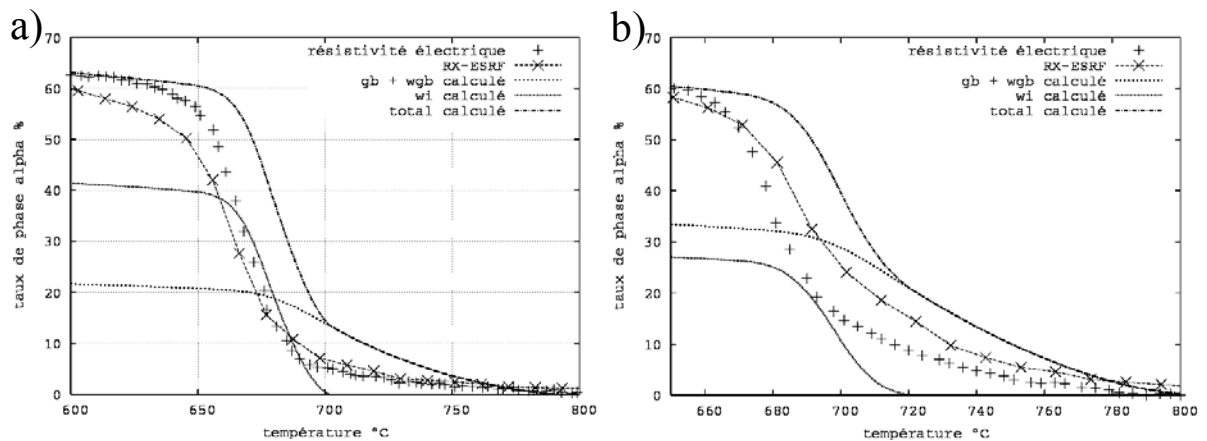 a)
70
60
50
40
30
20
10
0
taux de phase alpha %
600
650
700
750
800
température °C
résistivité électrique
RX-ESRF
gb + wgb calculé
wi calculé
total calculé
b)
70
60
50
40
30
20
10
0
taux de phase alpha %
660
680
700
720
740
760
780
800
température °C
résistivité électrique
RX-ESRF
gb + wgb calculé
wi calculé
total calculé